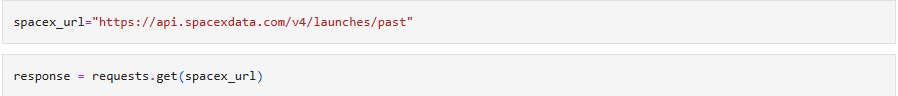 spacex_url="https://api.spacexdata.com/v4/launches/past"
response = requests.get(spacex_url)